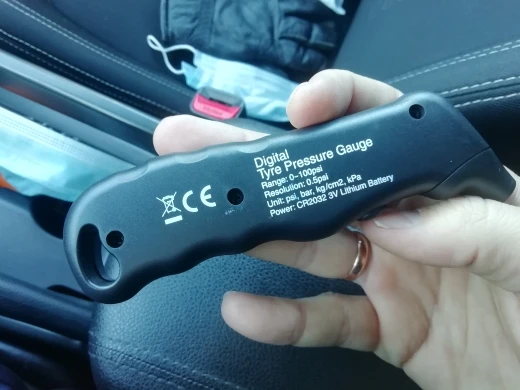 Digital
Tyre Pressure Gauge
Range: 0~100psi
Resolution: 0.5psi
Unit: psi, bar, kg/cm2, kPa
Power: CR2032 3V Lithium Battery
CE